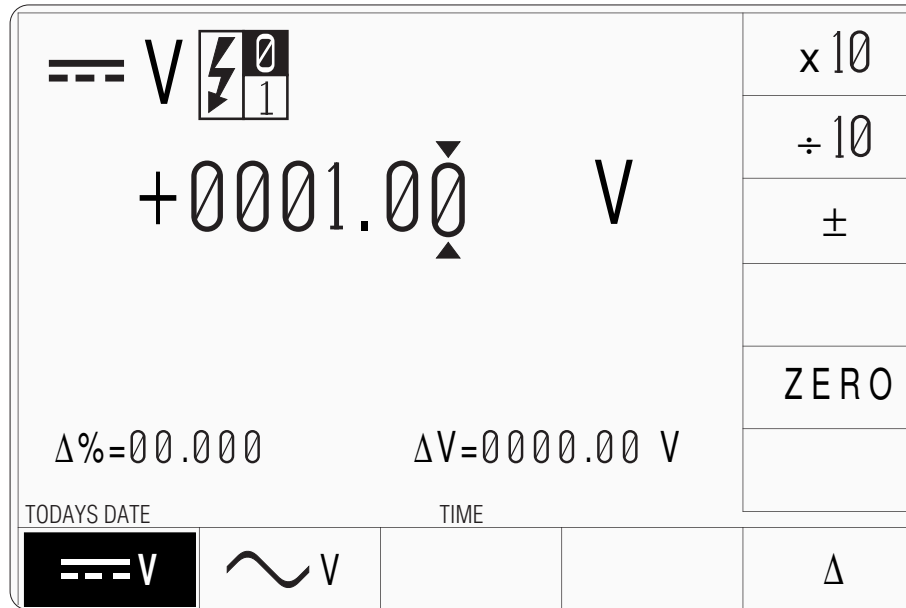 V 0
1
x10
÷10
+0001.00 V
±
ZERO
Δ%=00.000 ΔV=0000.00 V
TODAYS DATE TIME
V V Δ